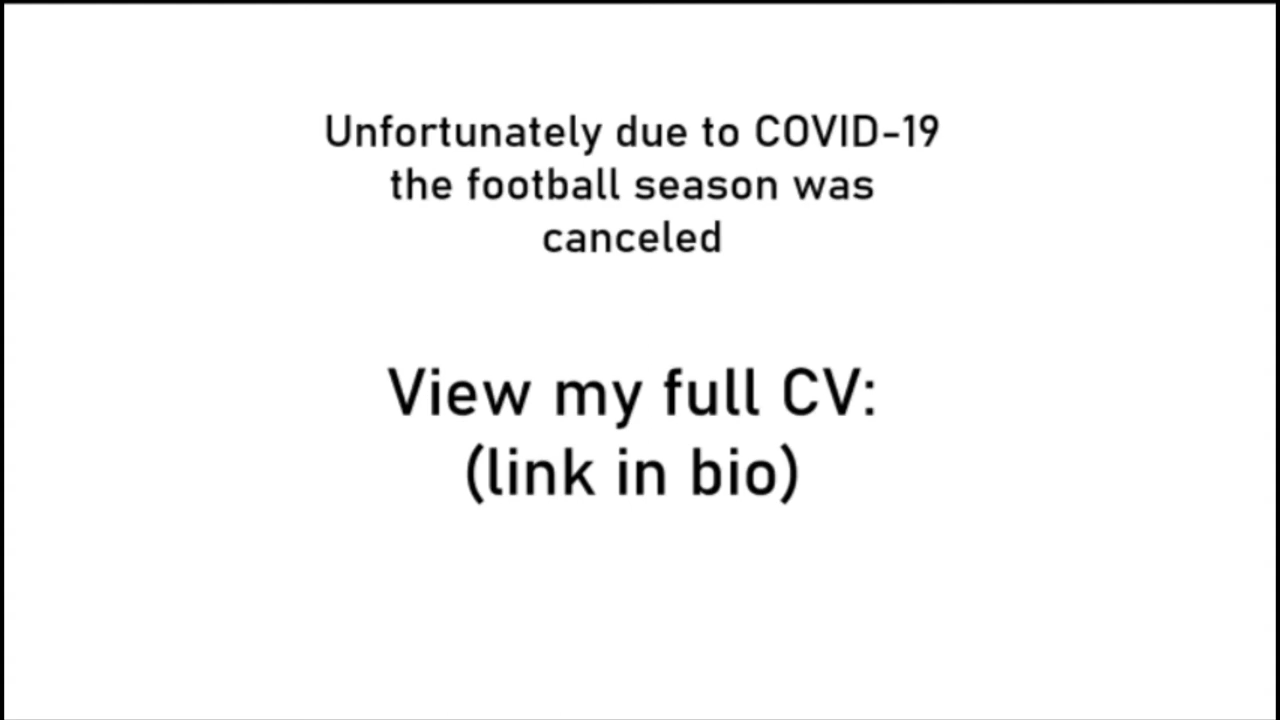 Unfortunately due to COVID-19
the football season was
canceled
View my full CV:
(link in bio)